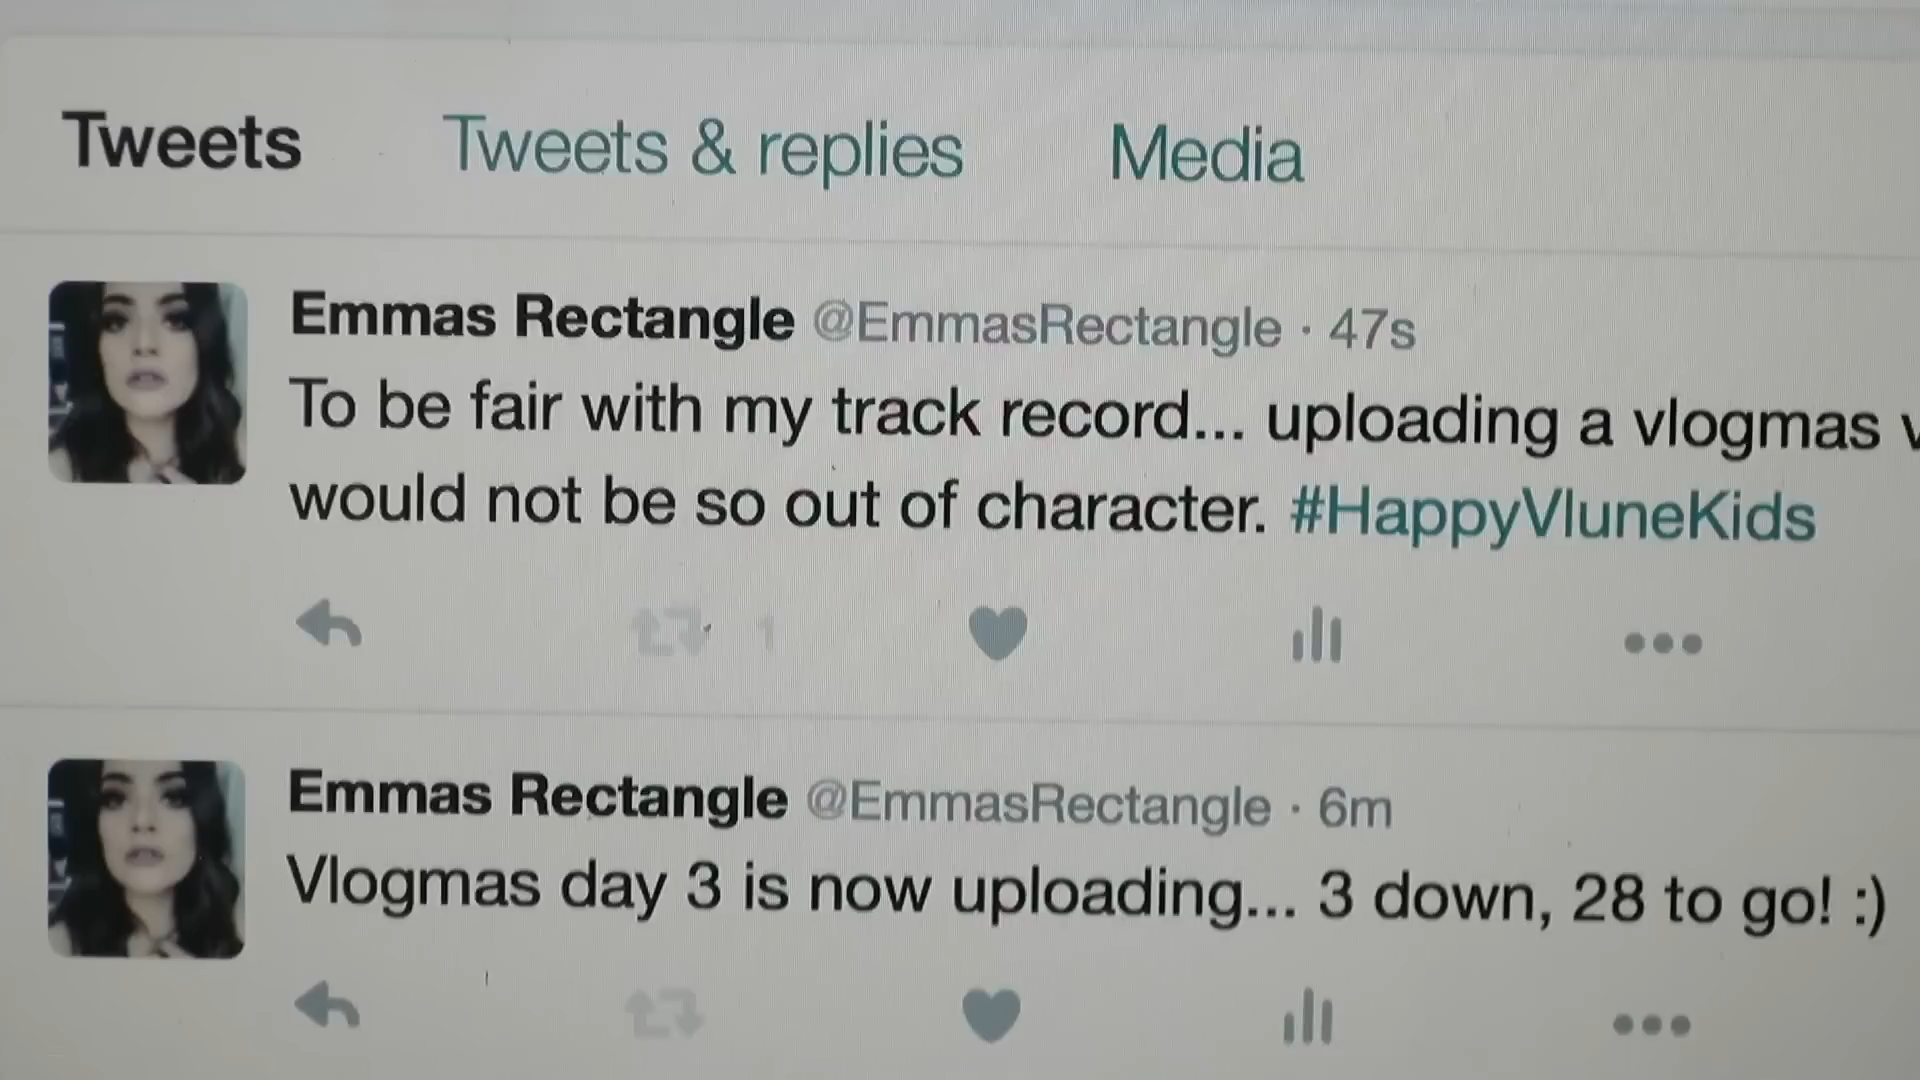 Tweets Tweets & replies Media
Emmas Rectangle @EmmasRectangle · 47s
To be fair with my track record... uploading a vlogmas
would not be so out of character. #HappyVluneKids
1
Emmas Rectangle @EmmasRectangle · 6m
Vlogmas day 3 is now uploading... 3 down, 28 to go! :)